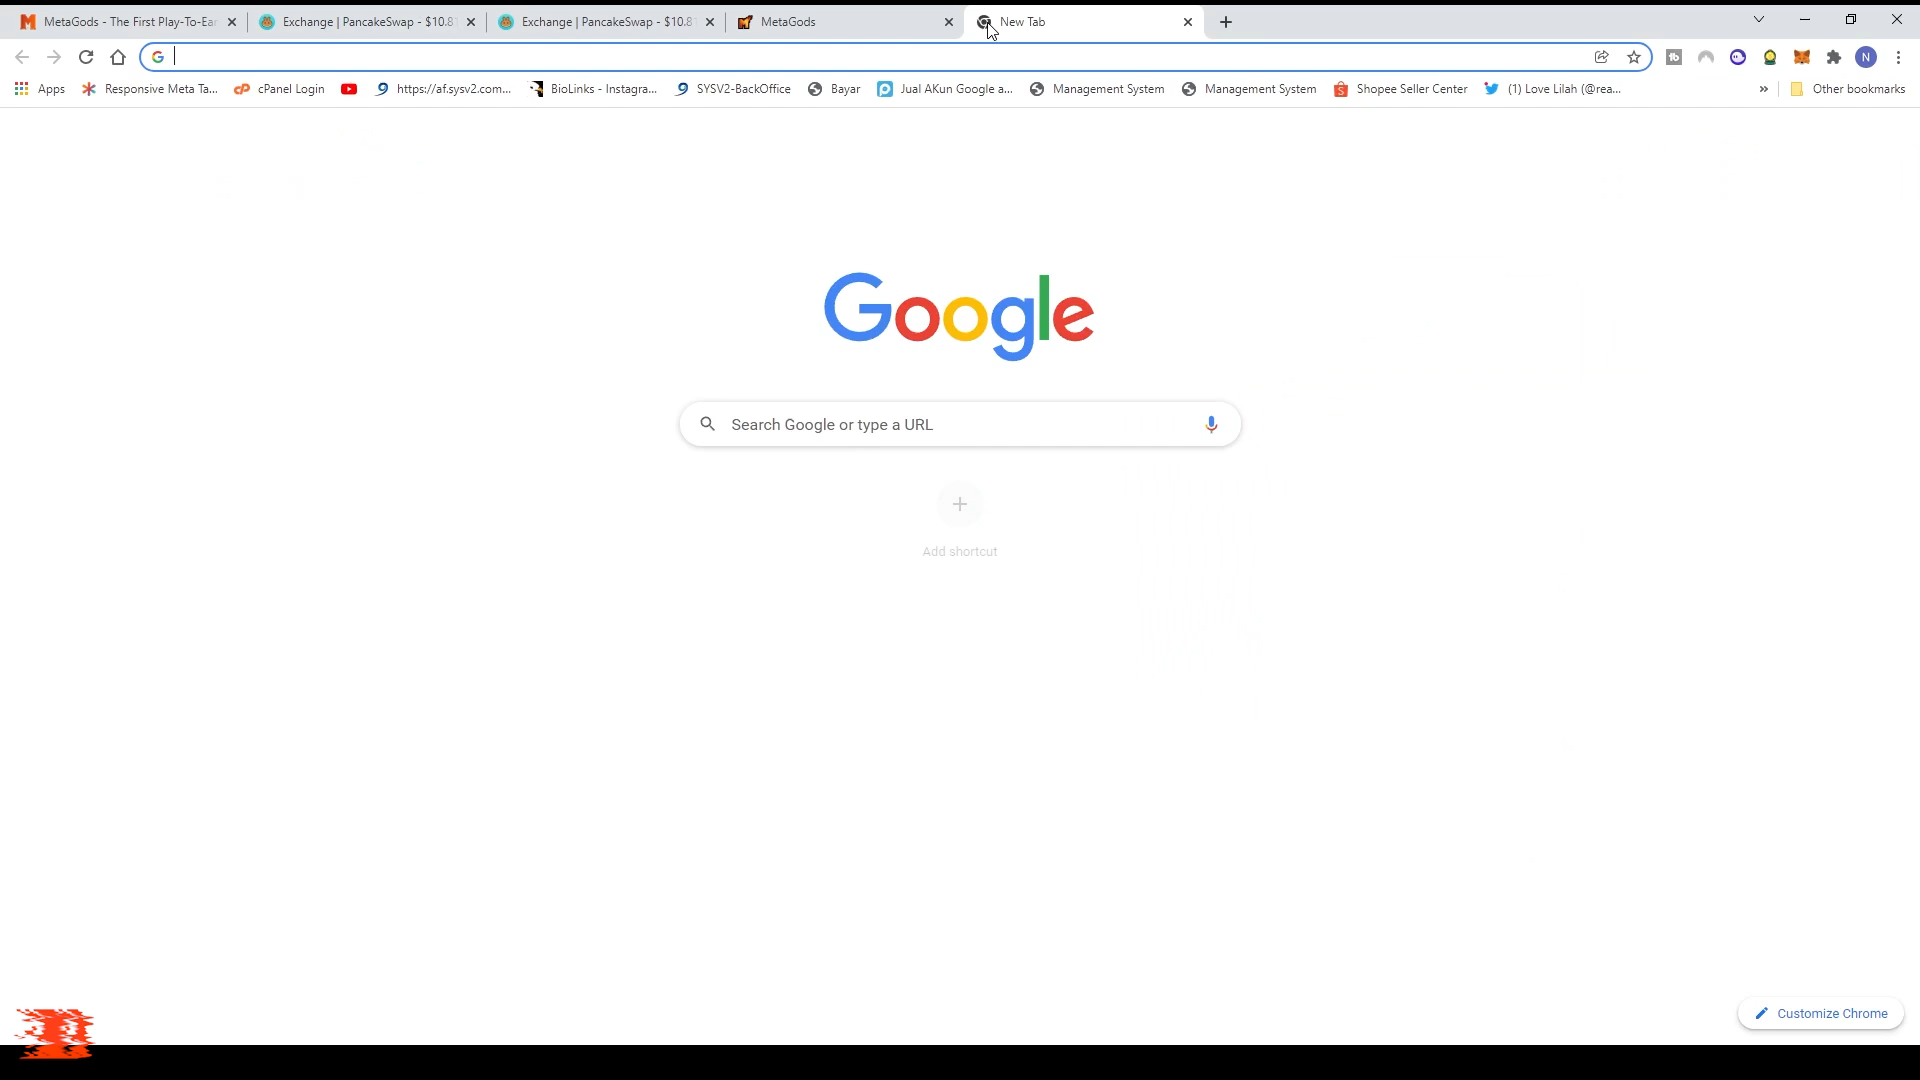 MetaGods - The First Play-To-Ear
Exchange | PancakeSwap - $10.8
Exchange | PancakeSwap - $10.81
MetaGods
New Tab
Apps
Responsive Meta Ta...
cPanel Login
https://af.sysv2.com...
BioLinks - Instagra...
SYSV2-BackOffice
Bayar
Jual AKun Google a...
Management System
Management System
Shopee Seller Center
(1) Love Lilah (@rea...
»
Other bookmarks
N
Google
Search Google or type a URL
Add shortcut
Customize Chrome